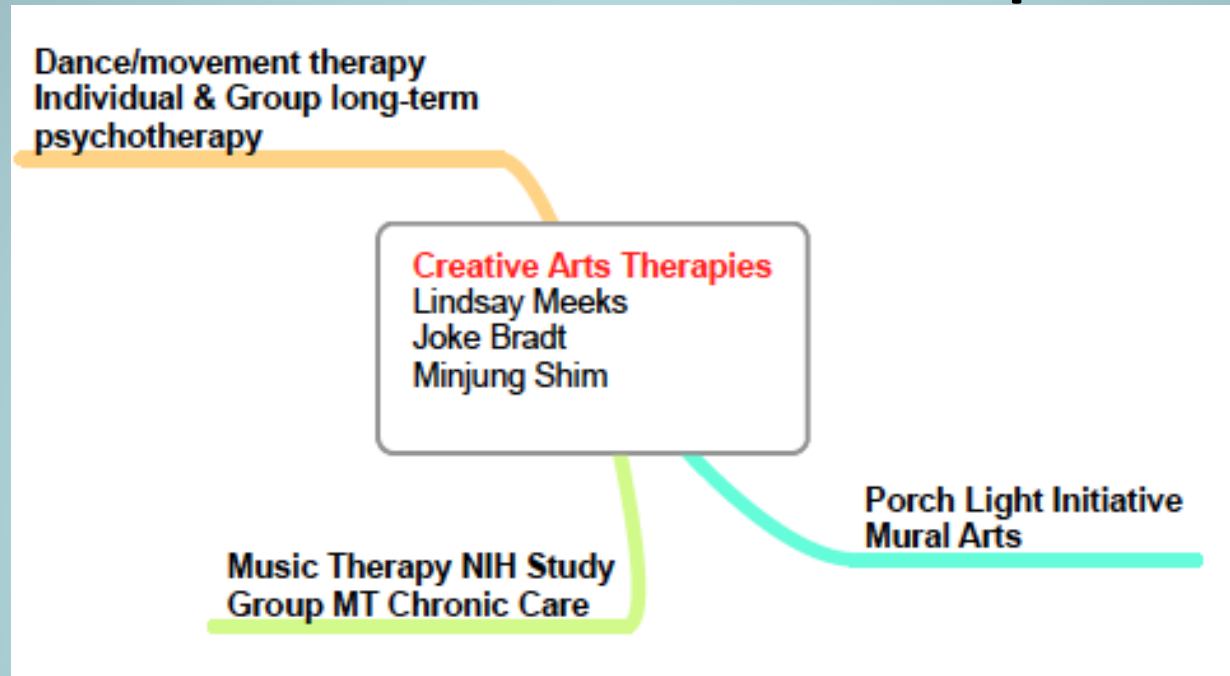 Dance/movement therapy
Individual & Group long-term
psychotherapy
Creative Arts Therapies
Lindsay Meeks
Joke Bradt
Minjung Shim
Porch Light Initiative
Mural Arts
Music Therapy NIH Study
Group MT Chronic Care